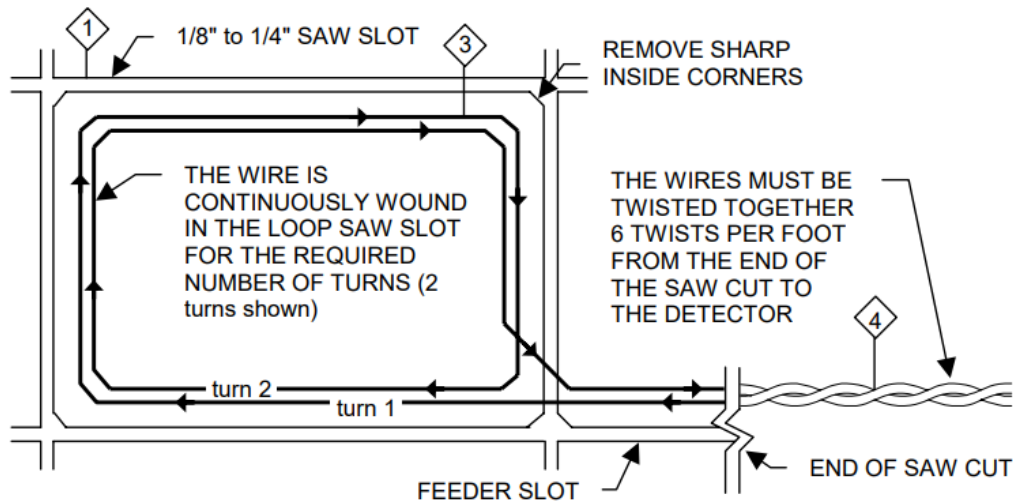 1
1/8" to 1/4" SAW SLOT
3
REMOVE SHARP
INSIDE CORNERS
THE WIRE IS
CONTINUOUSLY WOUND
IN THE LOOP SAW SLOT
FOR THE REQUIRED
NUMBER OF TURNS (2
turns shown)
THE WIRES MUST BE
TWISTED TOGETHER
6 TWISTS PER FOOT
FROM THE END OF
THE SAW CUT TO
THE DETECTOR
4
turn 2
turn 1
END OF SAW CUT
FEEDER SLOT